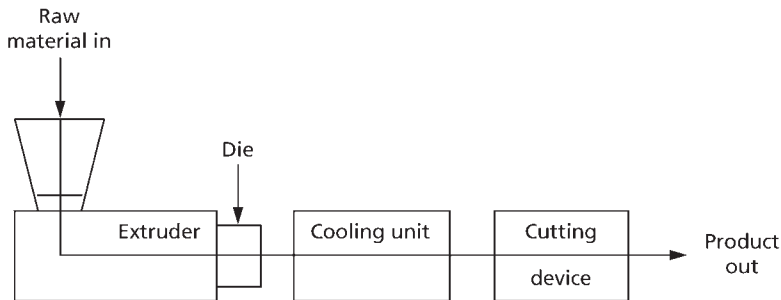 Raw
material in
Die
Extruder
Cooling unit
Cutting
device
Product
out